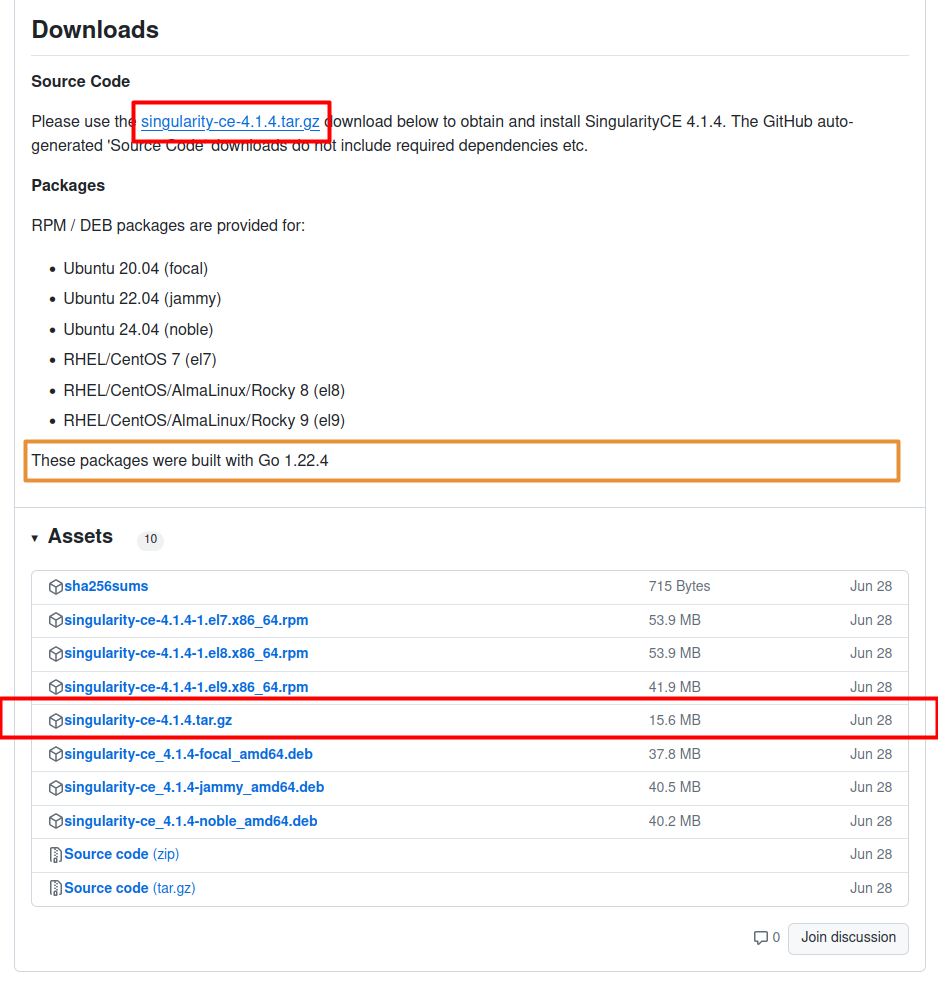 Downloads
Source Code
Please use the singularity-ce-4.1.4.tar.gz download below to obtain and install SingularityCE 4.1.4. The GitHub auto-
generated 'Source Code' downloads do not include required dependencies etc.
Packages
RPM / DEB packages are provided for:
• Ubuntu 20.04 (focal)
• Ubuntu 22.04 (jammy)
• Ubuntu 24.04 (noble)
• RHEL/CentOS 7 (el7)
• RHEL/CentOS/AlmaLinux/Rocky 8 (el8)
• RHEL/CentOS/AlmaLinux/Rocky 9 (el9)
These packages were built with Go 1.22.4
▾ Assets 10
sha256sums 715 Bytes Jun 28
singularity-ce-4.1.4-1.el7.x86_64.rpm 53.9 MB Jun 28
singularity-ce-4.1.4-1.el8.x86_64.rpm 53.9 MB Jun 28
singularity-ce-4.1.4-1.el9.x86_64.rpm 41.9 MB Jun 28
singularity-ce-4.1.4.tar.gz 15.6 MB Jun 28
singularity-ce_4.1.4-focal_amd64.deb 37.8 MB Jun 28
singularity-ce_4.1.4-jammy_amd64.deb 40.5 MB Jun 28
singularity-ce_4.1.4-noble_amd64.deb 40.2 MB Jun 28
Source code (zip) Jun 28
Source code (tar.gz) Jun 28
0 Join discussion